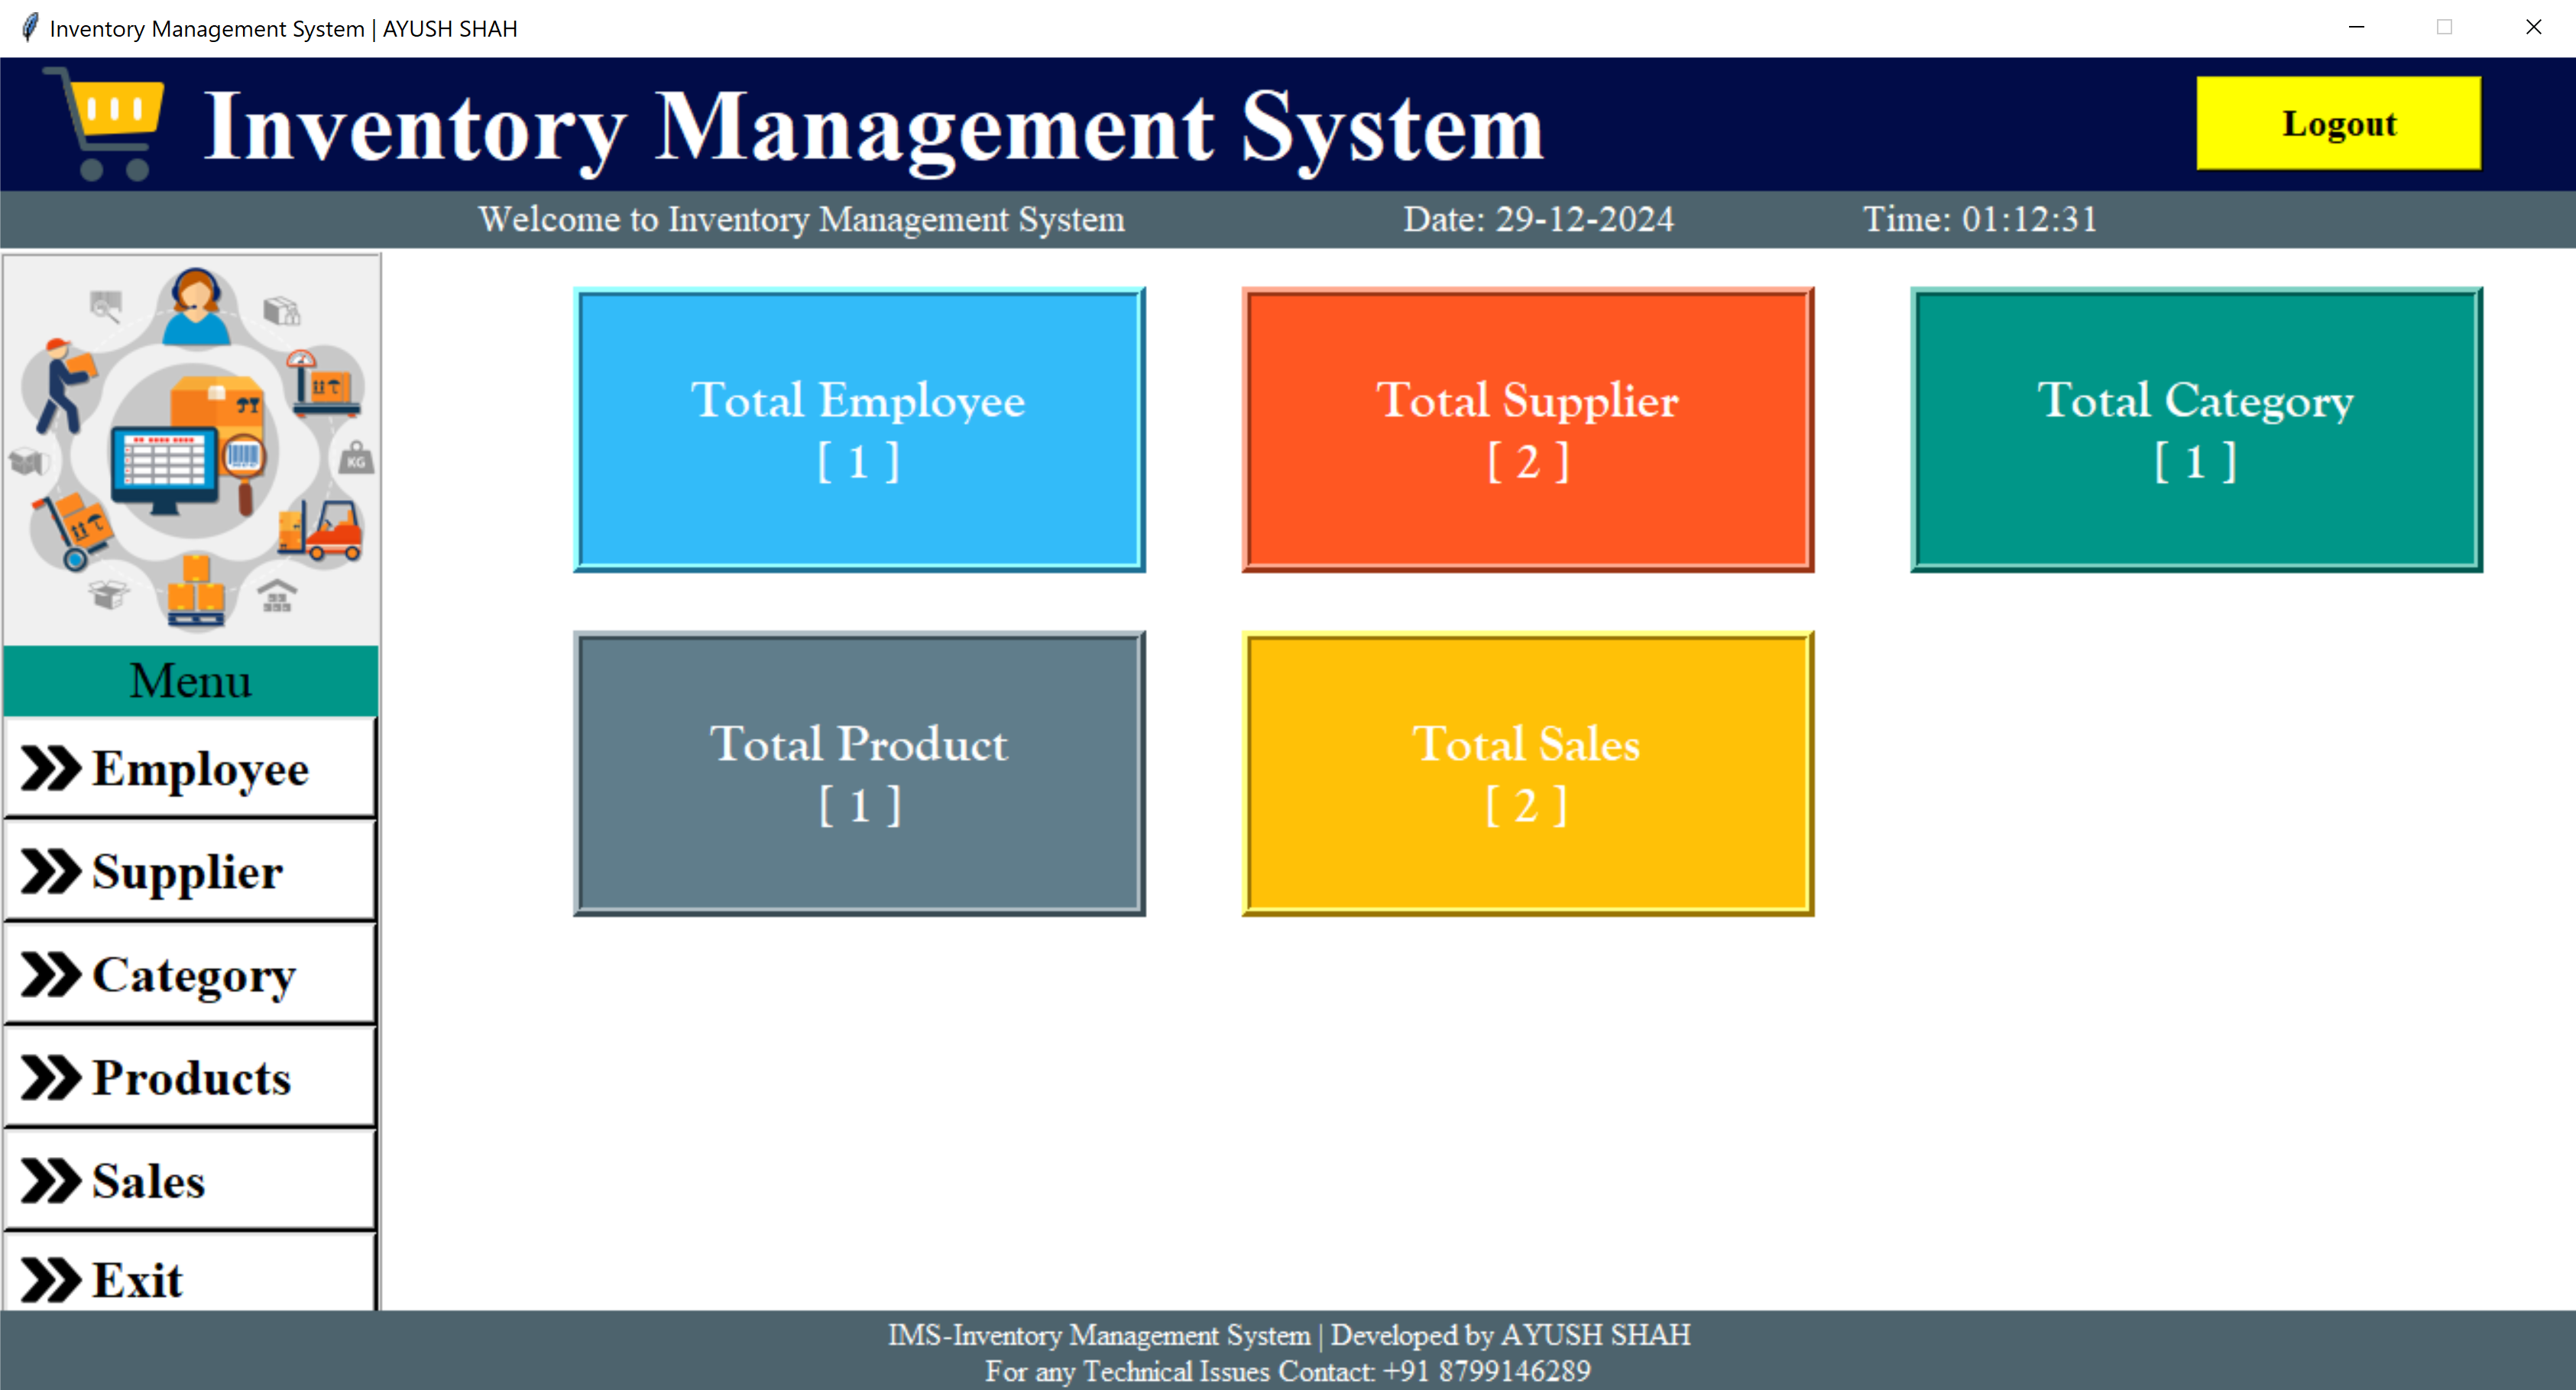 Inventory Management System | AYUSH SHAH
Inventory Management System
Logout
Welcome to Inventory Management System Date: 29-12-2024 Time: 01:12:31
KG
Total Employee
[ 1 ]
Total Supplier
[ 2 ]
Total Category
[ 1 ]
Total Product
[ 1 ]
Total Sales
[ 2 ]
Menu
Employee
Supplier
Category
Products
Sales
Exit
IMS-Inventory Management System | Developed by AYUSH SHAH
For any Technical Issues Contact: +91 8799146289